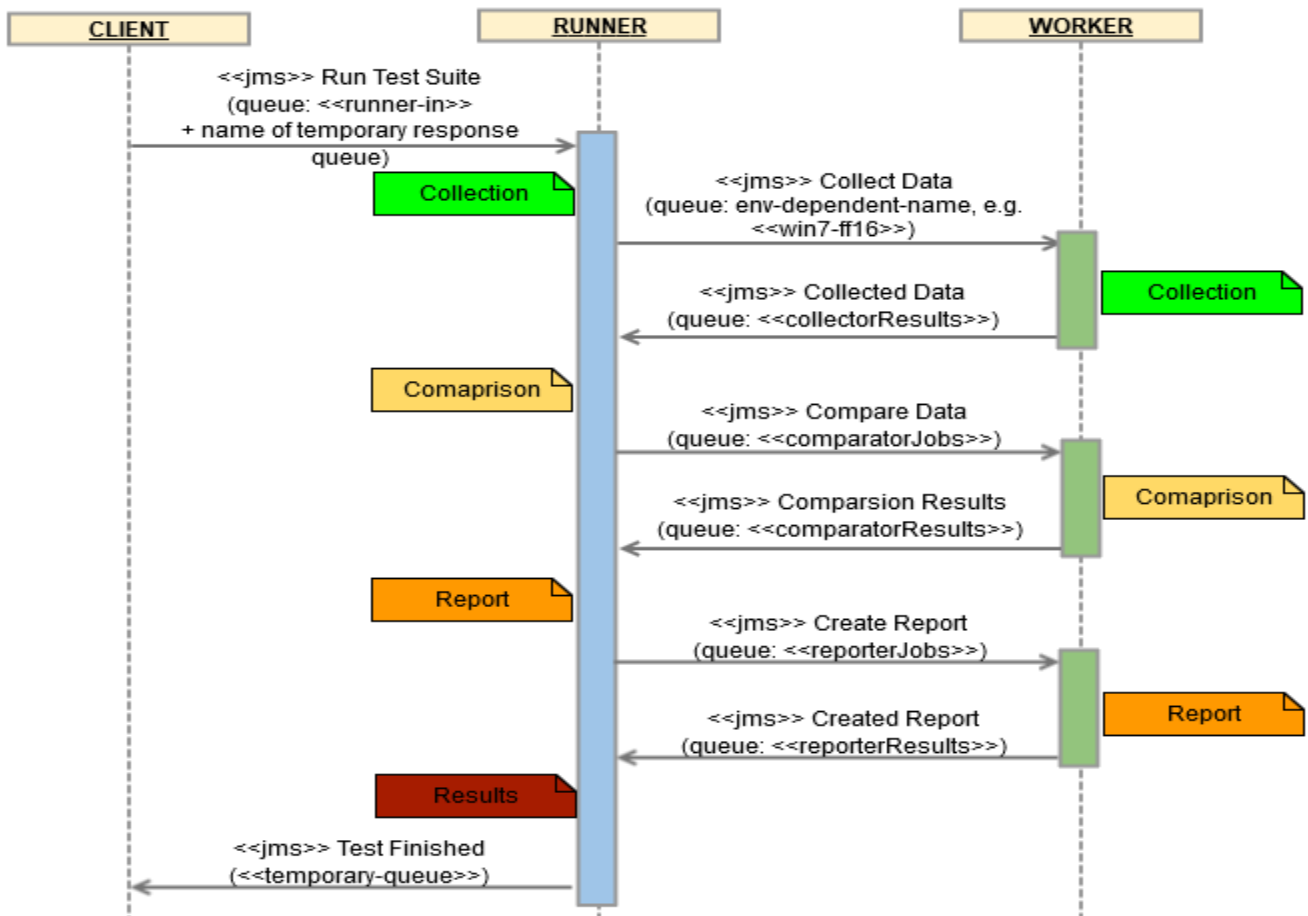 CLIENT
RUNNER
WORKER
<<jms>> Run Test Suite
(queue: <<runner-in>>
+ name of temporary response
queue)
Collection
<<jms>> Collect Data
(queue: env-dependent-name, e.g.
<<win7-ff16>>)
<<jms>> Collected Data
(queue: <<collectorResults>>)
Collection
Comaprison
<<jms>> Compare Data
(queue: <<comparatorJobs>>)
<<jms>> Comparsion Results
(queue: <<comparatorResults>>)
Comaprison
Report
<<jms>> Create Report
(queue: <<reporterJobs>>)
<<jms>> Created Report
(queue: <<reporterResults>>)
Report
Results
<<jms>> Test Finished
(<<temporary-queue>>)